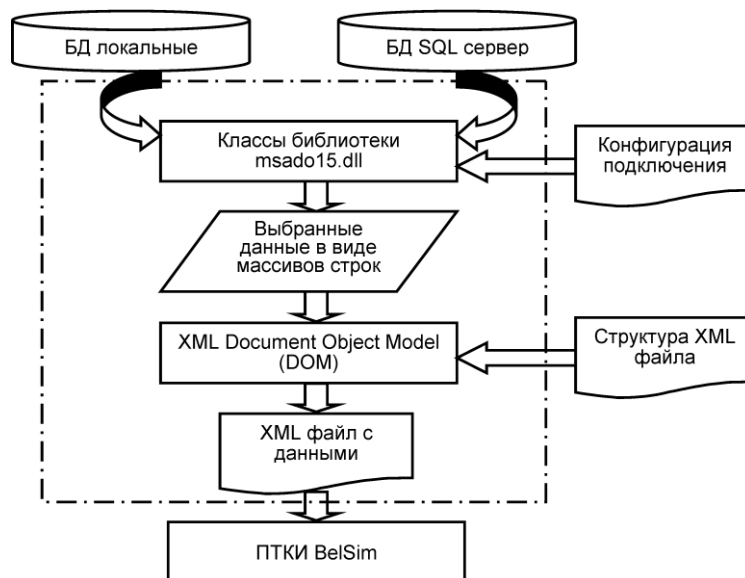 БД локальные
БД SQL сервер
Классы библиотеки
msado15.dll
Конфигурация
подключения
Выбранные
данные в виде
массивов строк
XML Document Object Model
(DOM)
Структура XML
файла
XML файл с
данными
ПТКИ BelSim